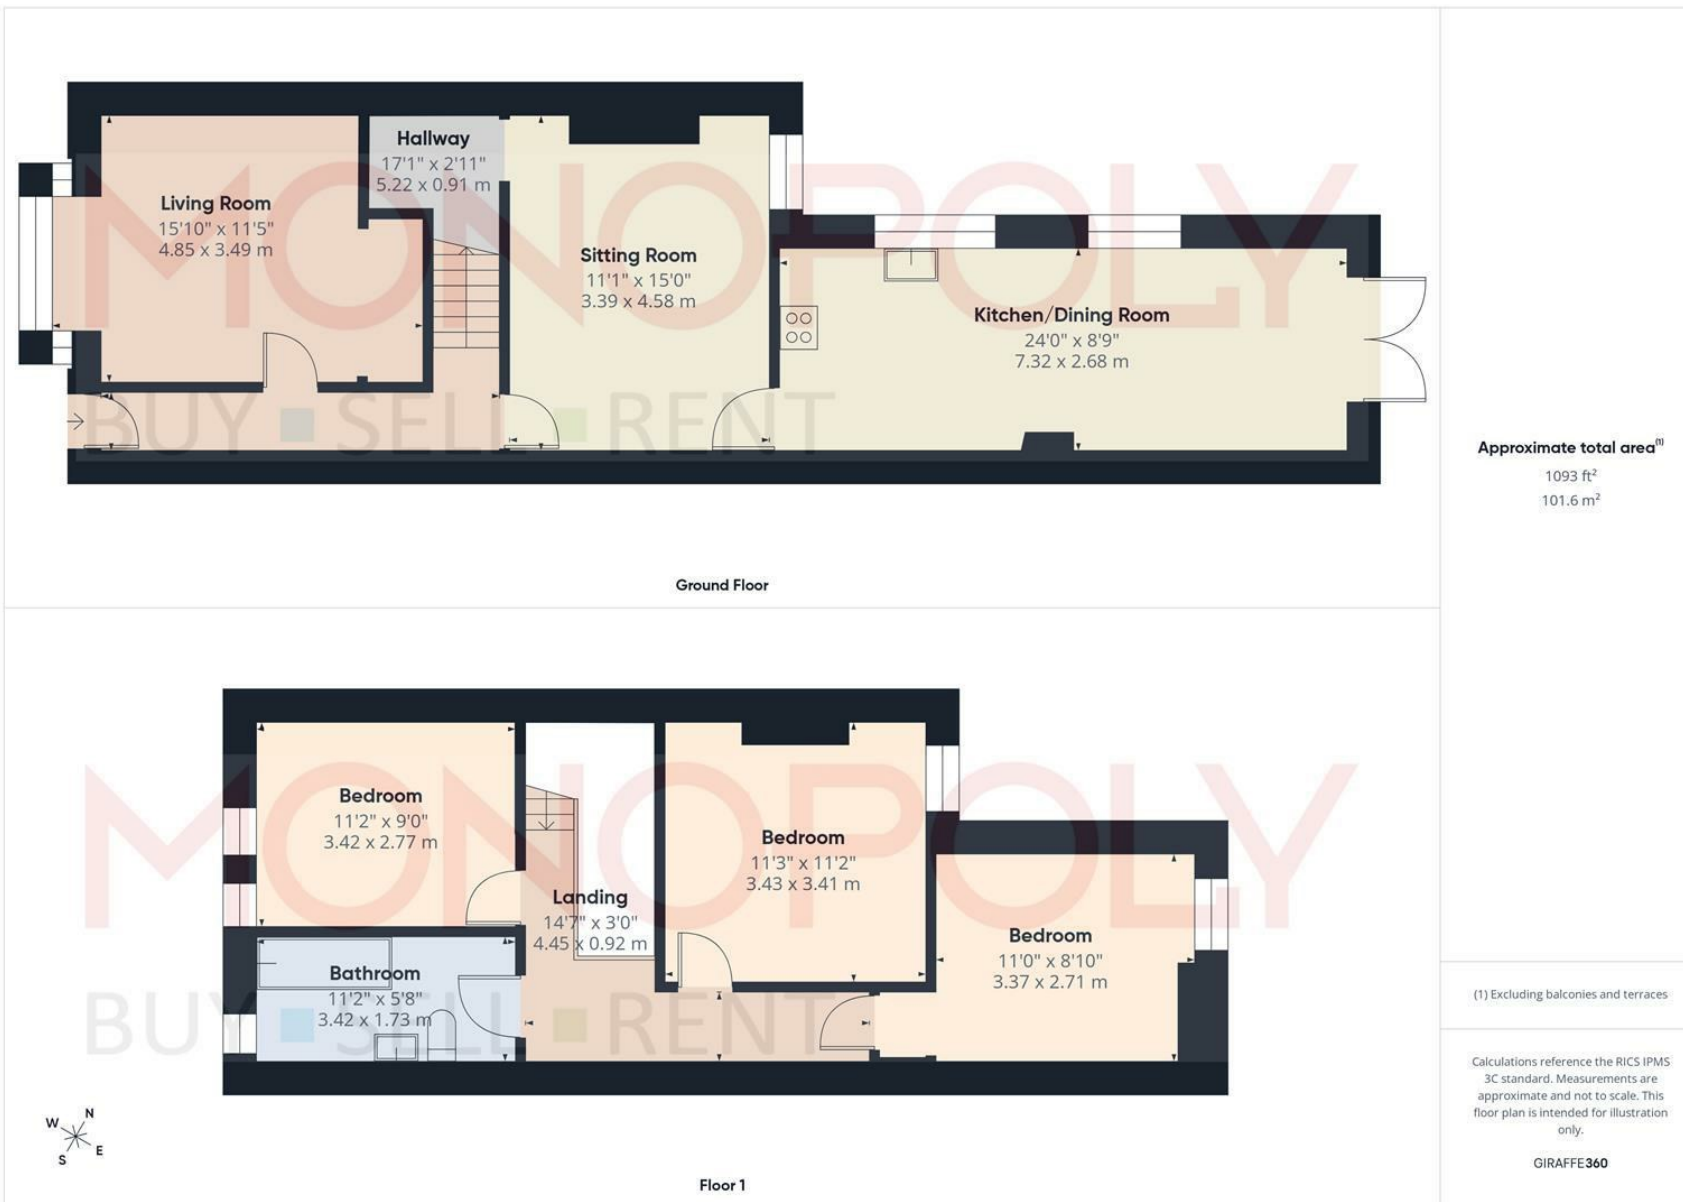 Hallway
17'1" x 2'11"
5.22 x 0.91 m
Living Room
15'10" x 11'5"
4.85 x 3.49 m
Sitting Room
11'1" x 15'0"
3.39 x 4.58 m
Kitchen/Dining Room
24'0" x 8'9"
7.32 x 2.68 m
MONOPOLY
BUY SELL RENT
Ground Floor
Approximate total area(1)
1093 ft²
101.6 m²
Bedroom
11'2" x 9'0"
3.42 x 2.77 m
Bedroom
11'3" x 11'2"
3.43 x 3.41 m
Landing
14'7" x 3'0"
4.45 x 0.92 m
Bedroom
11'0" x 8'10"
3.37 x 2.71 m
Bathroom
11'2" x 5'8"
3.42 x 1.73 m
MONOPOLY
BUY SELL RENT
N
W
E
S
Floor 1
(1) Excluding balconies and terraces
Calculations reference the RICS IPMS
3C standard. Measurements are
approximate and not to scale. This
floor plan is intended for illustration
only.
GIRAFFE360